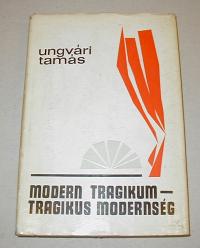 ungvári
tamás
MODERN TRAGIKUM—
TRAGIKUS MODERNSÉG